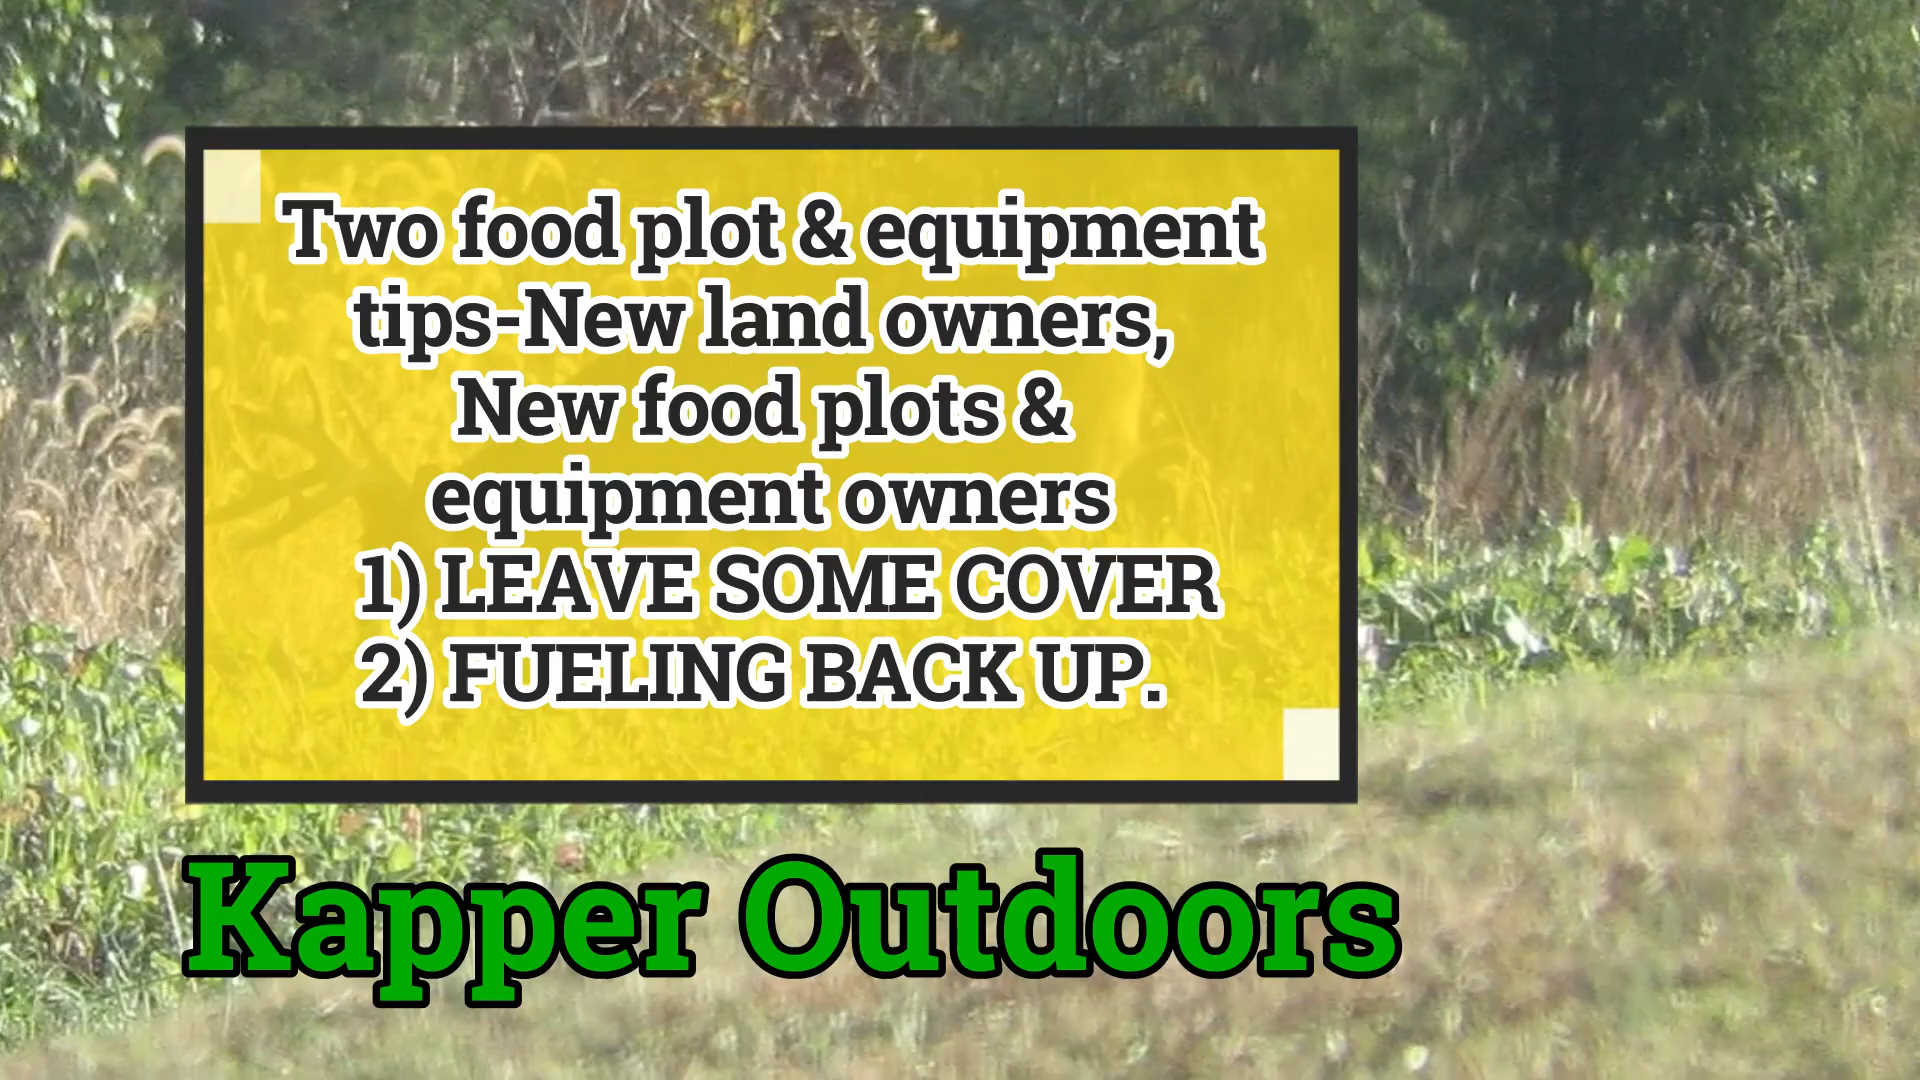 Two food plot & equipment
tips-New land owners,
New food plots &
equipment owners
1) LEAVE SOME COVER
2) FUELING BACK UP.
Kapper Outdoors